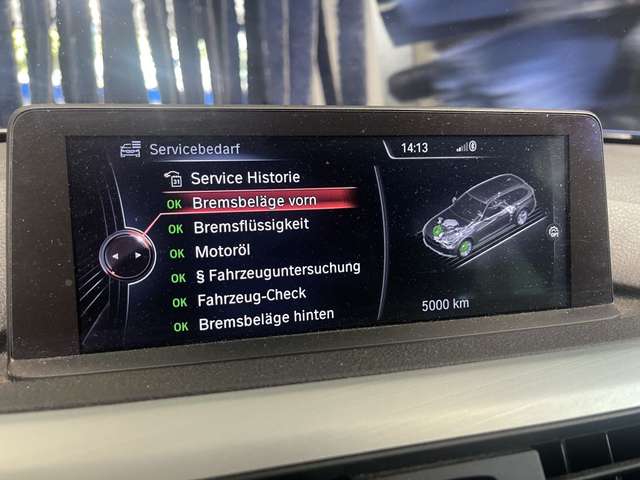 Servicebedarf
14:13
31 Service Historie
OK Bremsbeläge vorn
OK Bremsflüssigkeit
OK Motoröl
OK § Fahrzeuguntersuchung
OK Fahrzeug-Check
OK Bremsbeläge hinten
5000 km